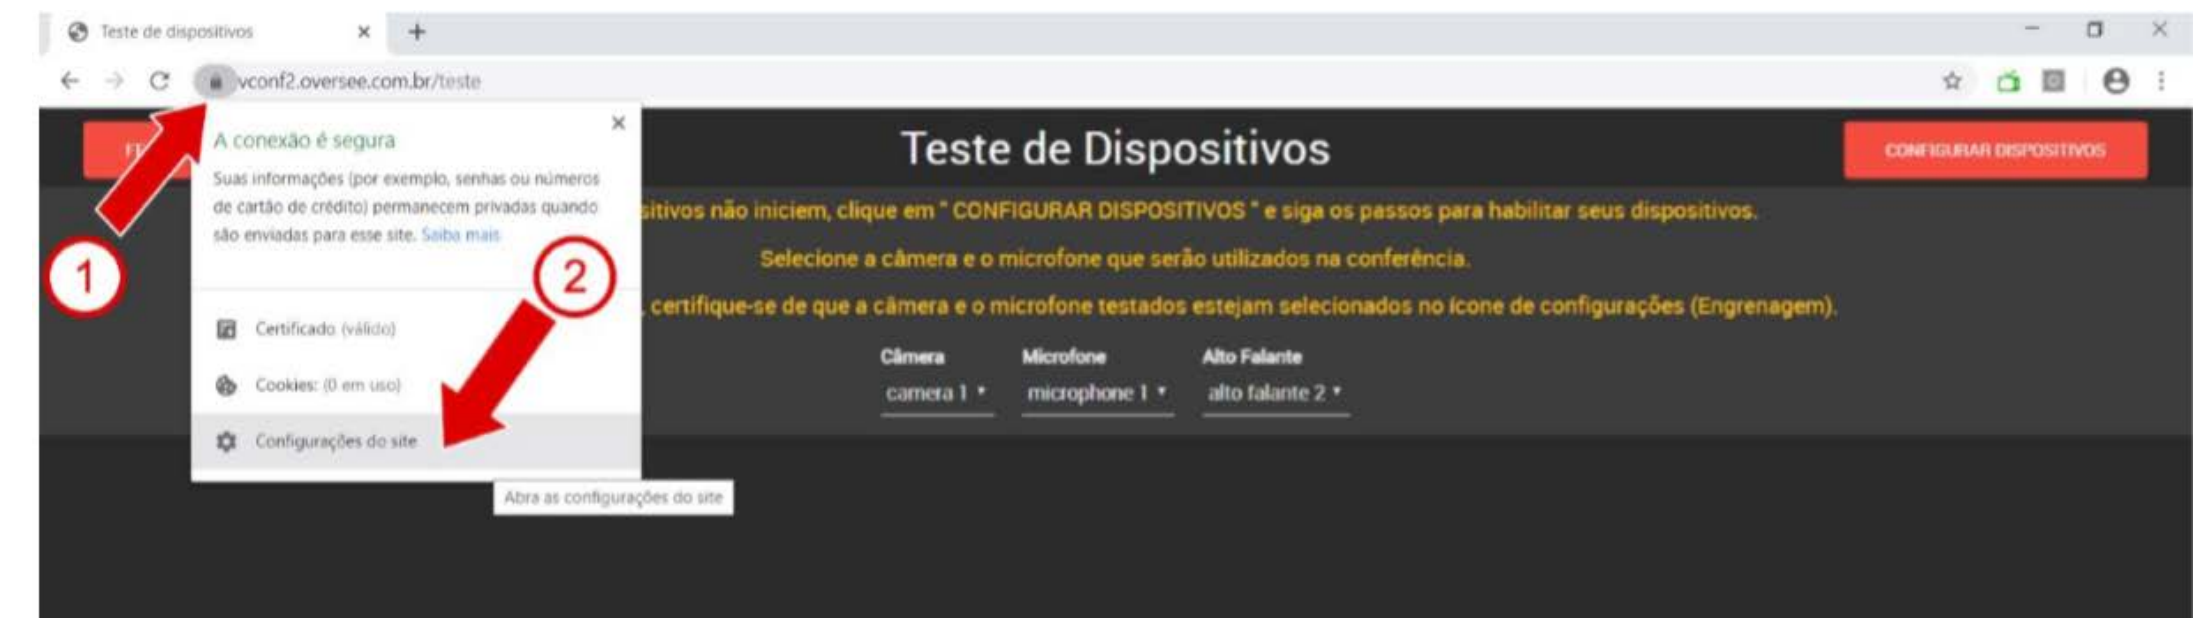 Teste de dispositivos
vconf2.oversee.com.br/teste
A conexão é segura
Suas informações (por exemplo, senhas ou números
de cartão de crédito) permanecem privadas quando
são enviadas para esse site. Saiba mais
1
2
Certificado (válido)
Cookies: (0 em uso)
Configurações do site
Abra as configurações do site
Teste de Dispositivos
CONFIGURAR DISPOSITIVOS
não iniciem, clique em " CONFIGURAR DISPOSITIVOS " e siga os passos para habilitar seus dispositivos.
Selecione a câmera e o microfone que serão utilizados na conferência.
, certifique-se de que a câmera e o microfone testados estejam selecionados no ícone de configurações (Engrenagem).
Câmera Microfone Alto Falante
camera 1 microphone 1 alto falante 2